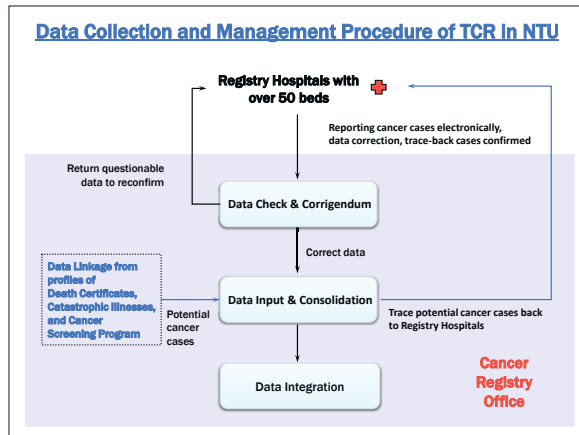 Data Collection and Management Procedure of TCR in NTU
Registry Hospitals with
over 50 beds
Reporting cancer cases electronically,
data correction, trace-back cases confirmed
Return questionable
data to reconfirm
Data Check & Corrigendum
Correct data
Data Linkage from
profiles of
Death Certificates,
Catastrophic Illnesses,
and Cancer
Screening Program
Potential
cancer
cases
Data Input & Consolidation
Trace potential cancer cases back
to Registry Hospitals
Data Integration
Cancer
Registry
Office